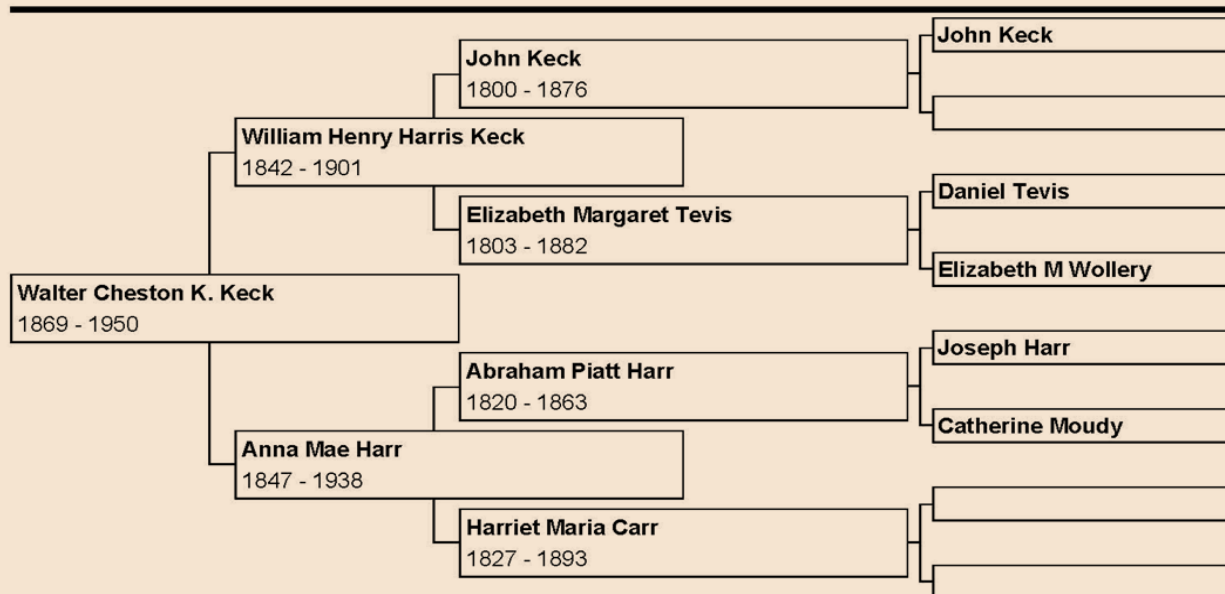 John Keck
John Keck
1800 - 1876
William Henry Harris Keck
1842 - 1901
Daniel Tevis
Elizabeth Margaret Tevis
1803 - 1882
Elizabeth M Wollery
Walter Cheston K. Keck
1869 - 1950
Joseph Harr
Abraham Piatt Harr
1820 - 1863
Catherine Moudy
Anna Mae Harr
1847 - 1938
Harriet Maria Carr
1827 - 1893